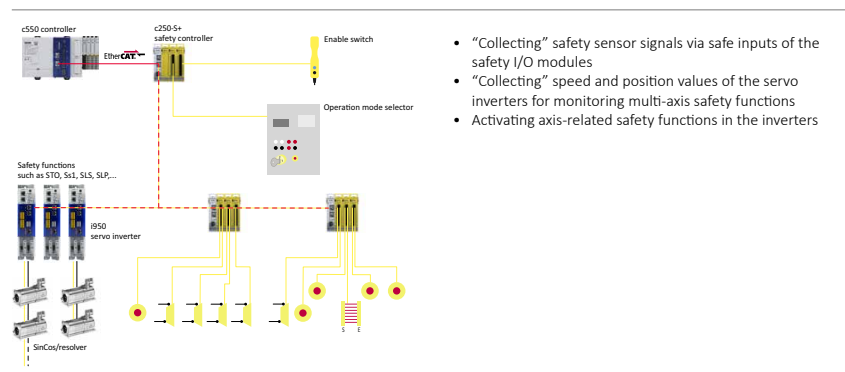 c550 controller
c250-S+
safety controller
EtherCAT
Enable switch
Operation mode selector
Safety functions
such as STO, Ss1, SLS, SLP,...
i950
servo inverter
SinCos/resolver
S E
• “Collecting” safety sensor signals via safe inputs of the
safety I/O modules
• “Collecting” speed and position values of the servo
inverters for monitoring multi-axis safety functions
• Activating axis-related safety functions in the inverters